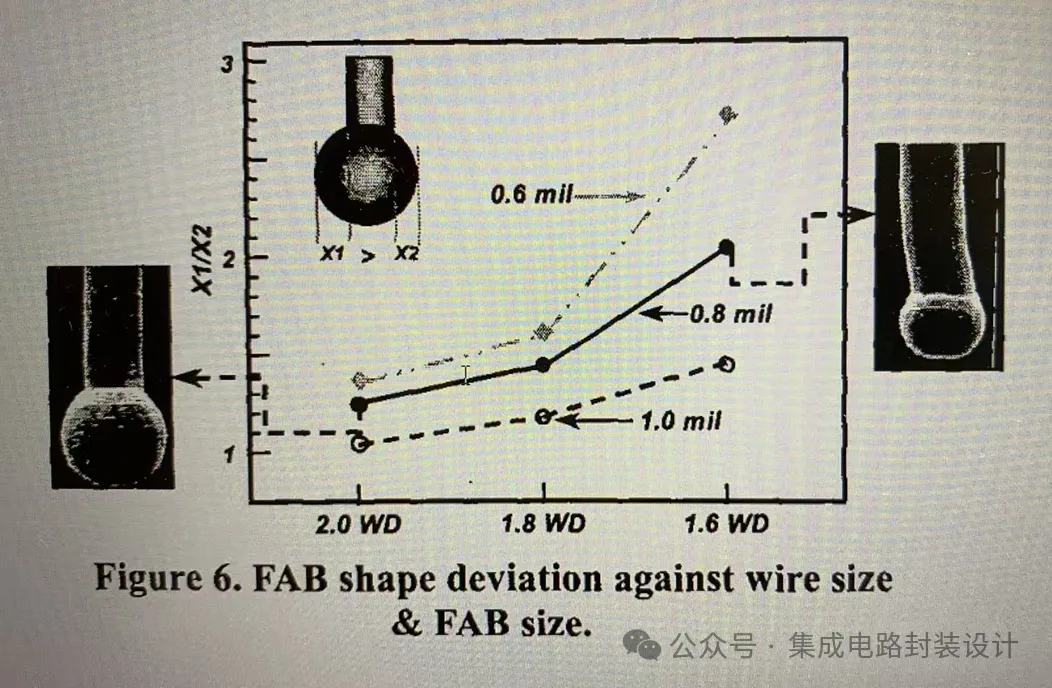 3
X1 > X2
0.6 mil
X1/X2
2
0.8 mil
1.0 mil
1
2.0 WD
1.8 WD
1.6 WD
Figure 6. FAB shape deviation against wire size
& FAB size.
公众号 · 集成电路封装设计